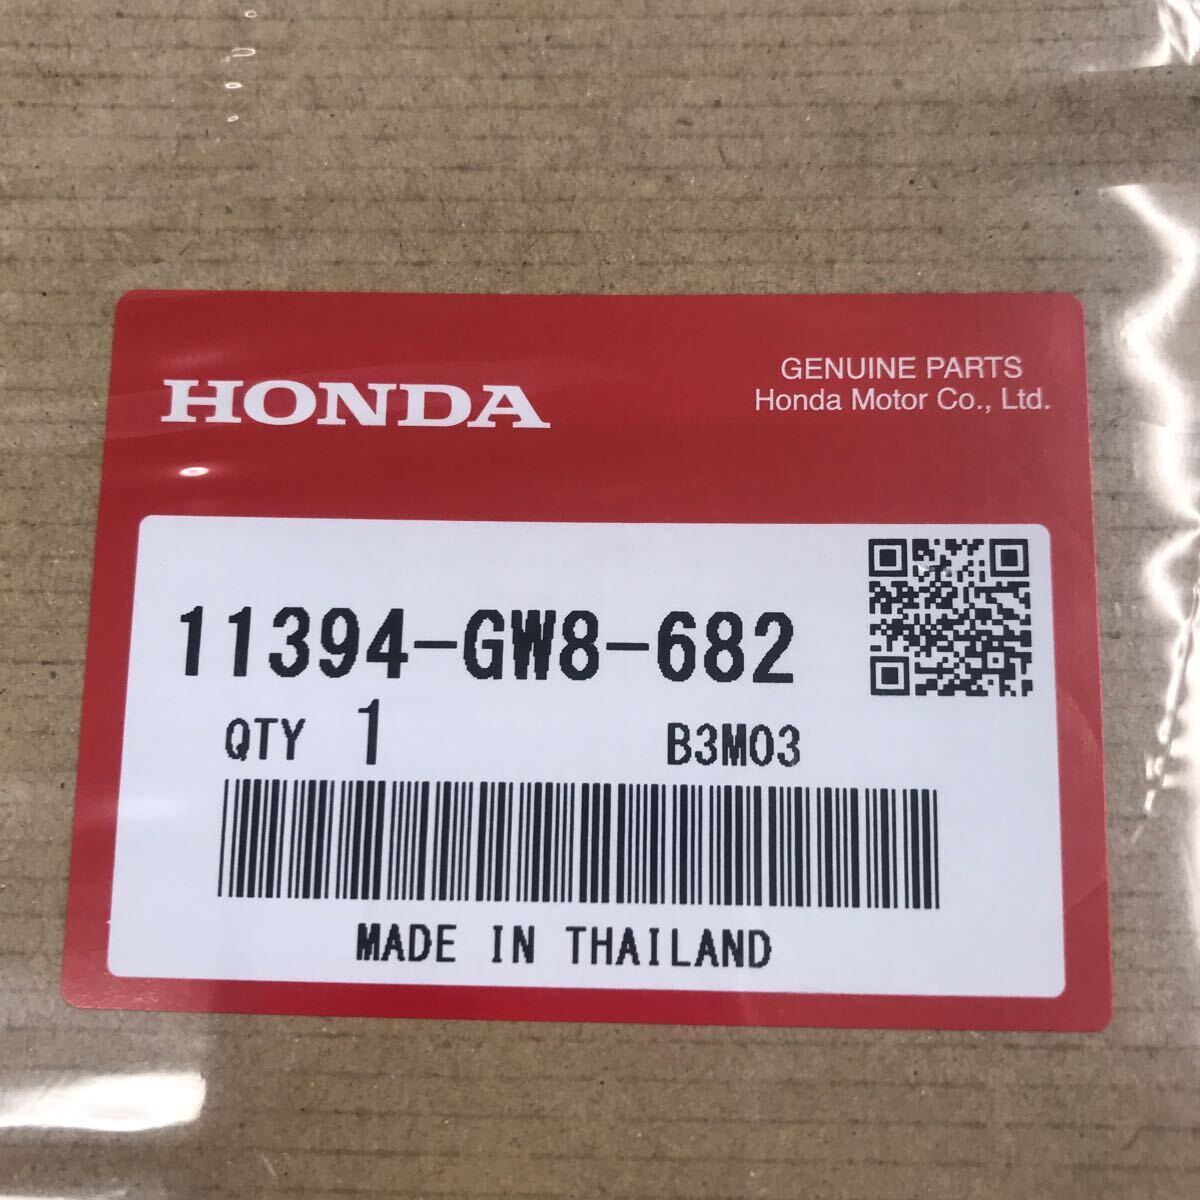 HONDA
GENUINE PARTS
Honda Motor Co., Ltd.
11394-GW8-682
QTY 1 B3M03
MADE IN THAILAND